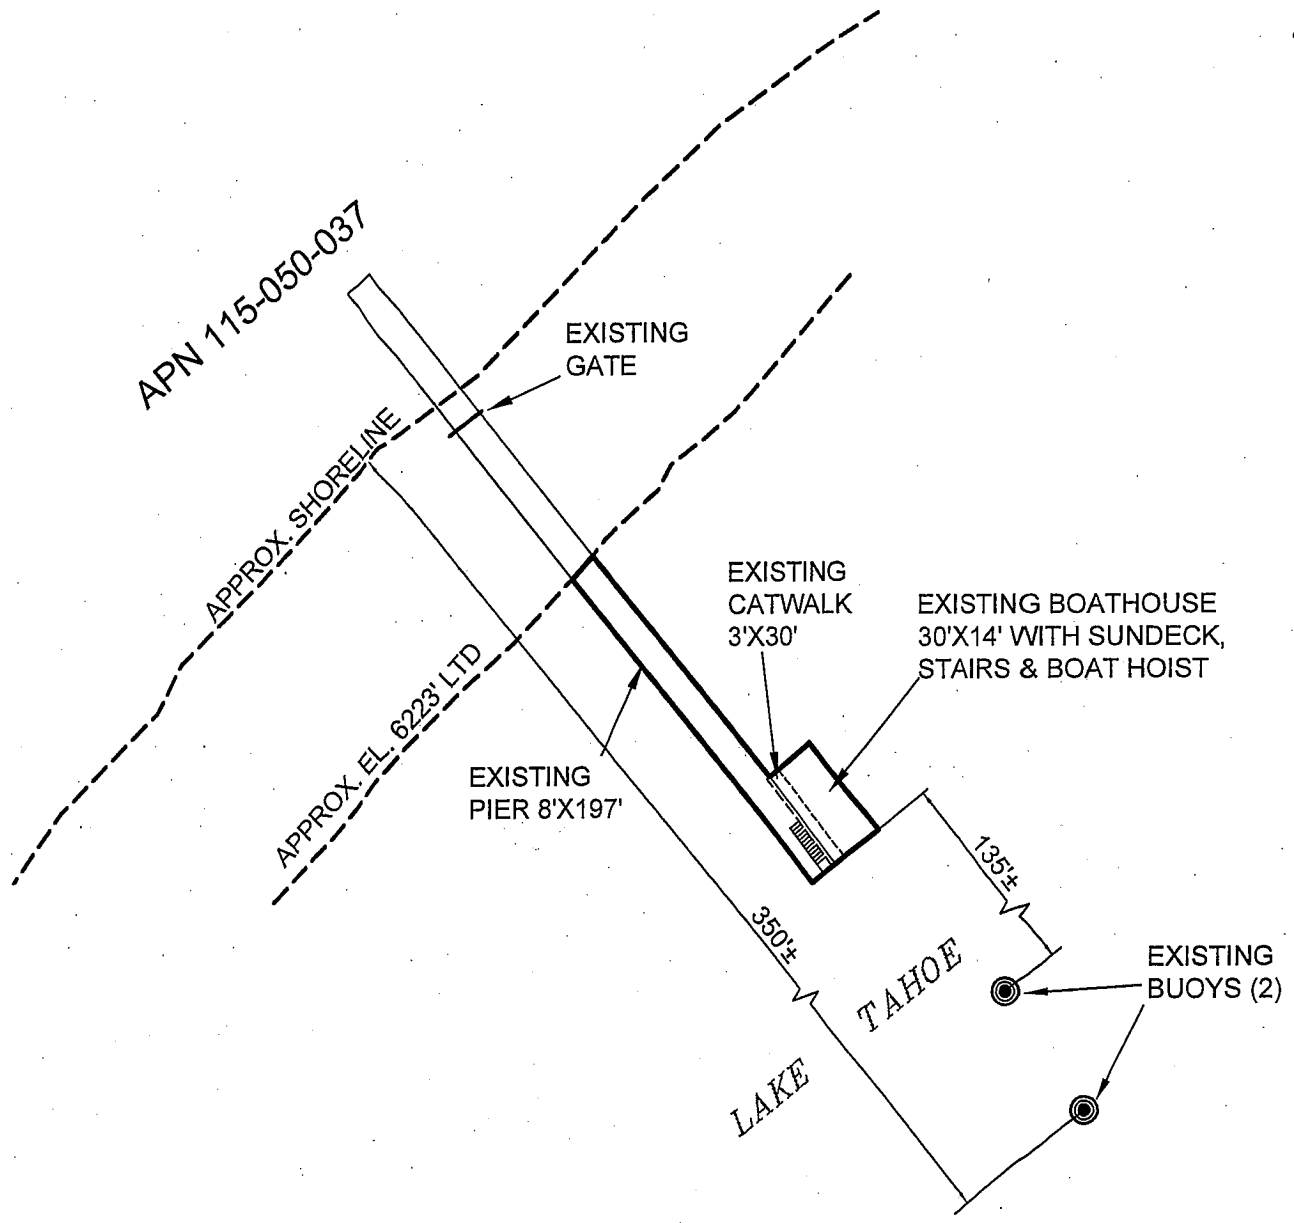 APN 115-050-037
EXISTING
GATE
APPROX. SHORELINE
APPROX. EL. 6223' LTD
EXISTING
CATWALK
3'X30'
EXISTING BOATHOUSE
30'X14' WITH SUNDECK,
STAIRS & BOAT HOIST
EXISTING
PIER 8'X197'
135'±
350'±
LAKE TAHOE
EXISTING
BUOYS (2)